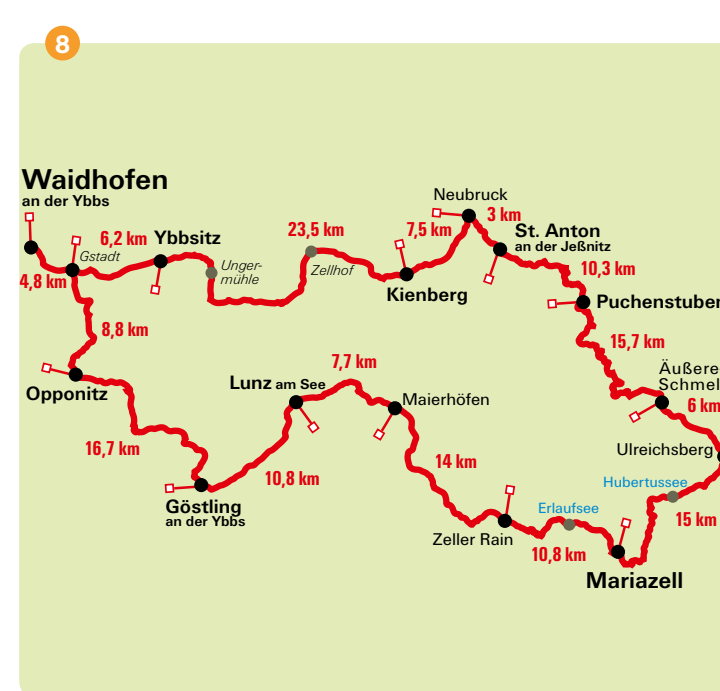 8
Waidhofen
an der Ybbs
Neubruck
7,5 km
3 km
St. Anton
an der Jeßnitz
6,2 km
Ybbsitz
23,5 km
Gstadt
Unger-
mühle
Zellhof
10,3 km
4,8 km
Kienberg
Puchenstuben
8,8 km
15,7 km
7,7 km
Äußere
Schmel
Lunz am See
Opponitz
Maierhöfen
6 km
16,7 km
14 km
Ulreichsberg
10,8 km
Hubertussee
Göstling
an der Ybbs
Erlaufsee
15 km
Zeller Rain
10,8 km
Mariazell